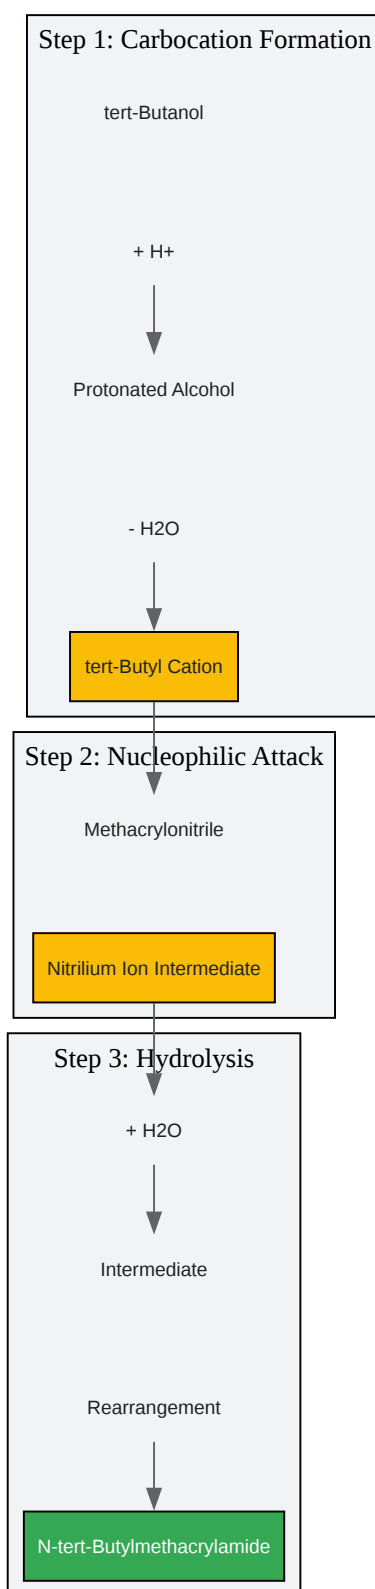 Step 1: Carbocation Formation
tert-Butanol
+ H+
Protonated Alcohol
- H2O
tert-Butyl Cation
Step 2: Nucleophilic Attack
Methacrylonitrile
Nitrilium Ion Intermediate
Step 3: Hydrolysis
+ H2O
Intermediate
Rearrangement
N-tert-Butylmethacrylamide